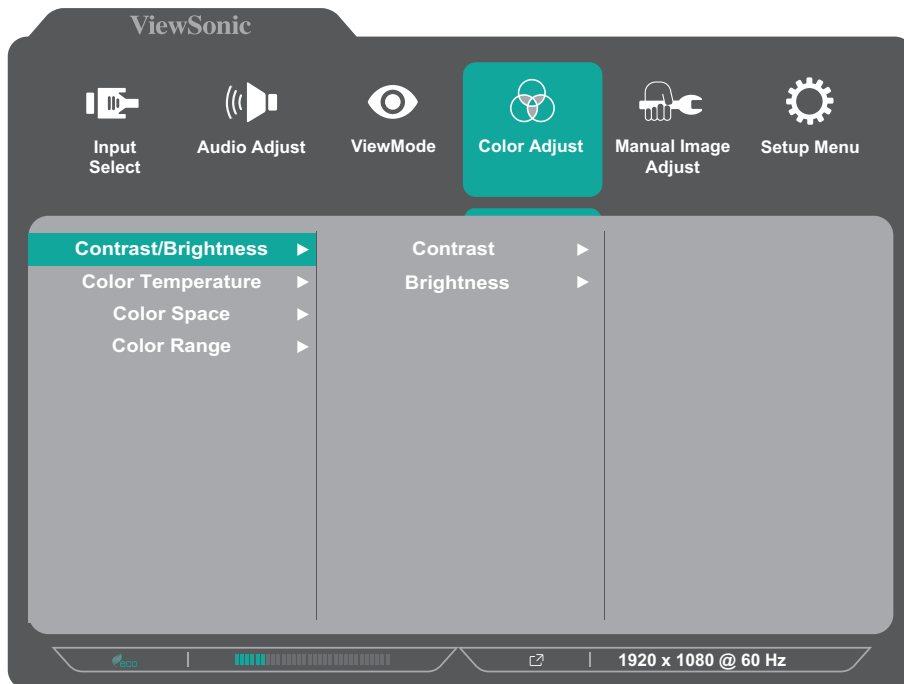 ViewSonic
Input
Select
Audio Adjust
ViewMode
Color Adjust
Manual Image
Adjust
Setup Menu
Contrast/Brightness
Color Temperature
Color Space
Color Range
Contrast
Brightness
eco
1920 x 1080 @ 60 Hz